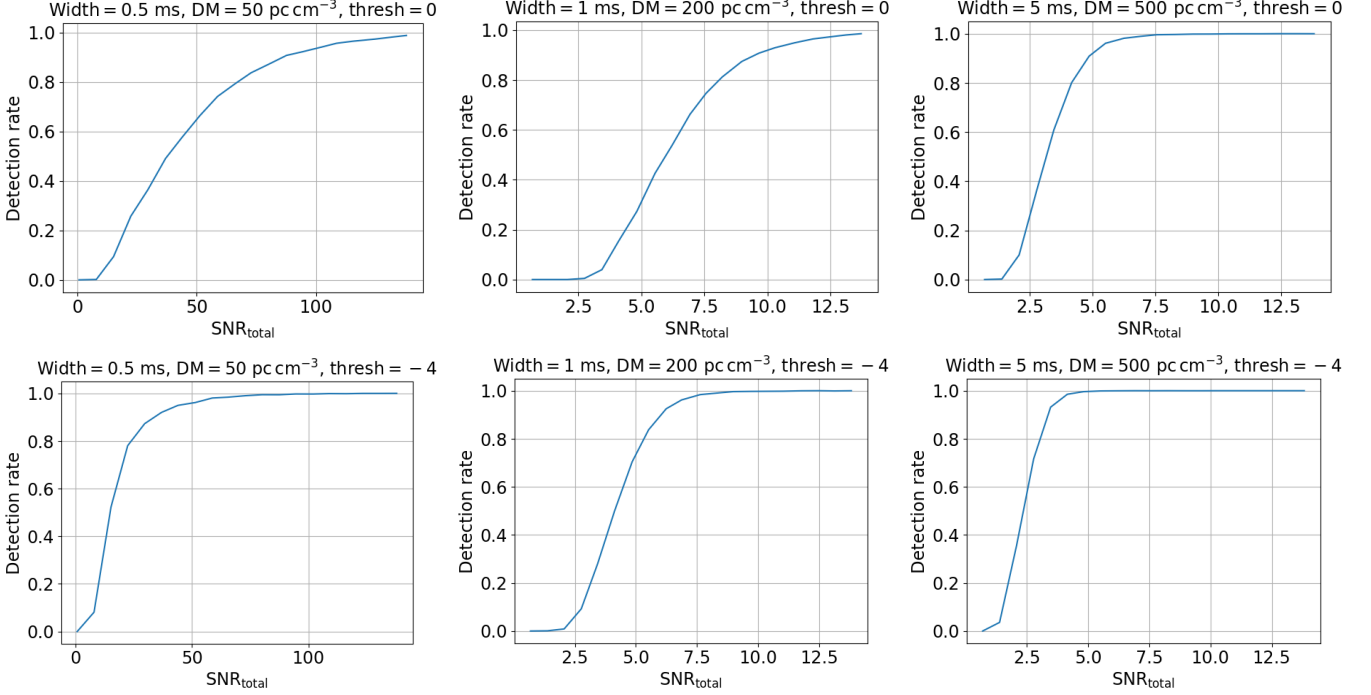 Width = 0.5 ms, DM = 50 pc cm⁻³, thresh = 0
1.0
0.8
0.6
0.4
0.2
0.0
Detection rate
0 50 100
SNR_total
Width = 1 ms, DM = 200 pc cm⁻³, thresh = 0
1.0
0.8
0.6
0.4
0.2
0.0
Detection rate
2.5 5.0 7.5 10.0 12.5
SNR_total
Width = 5 ms, DM = 500 pc cm⁻³, thresh = 0
1.0
0.8
0.6
0.4
0.2
0.0
Detection rate
2.5 5.0 7.5 10.0 12.5
SNR_total
Width = 0.5 ms, DM = 50 pc cm⁻³, thresh = −4
1.0
0.8
0.6
0.4
0.2
0.0
Detection rate
0 50 100
SNR_total
Width = 1 ms, DM = 200 pc cm⁻³, thresh = −4
1.0
0.8
0.6
0.4
0.2
0.0
Detection rate
2.5 5.0 7.5 10.0 12.5
SNR_total
Width = 5 ms, DM = 500 pc cm⁻³, thresh = −4
1.0
0.8
0.6
0.4
0.2
0.0
Detection rate
2.5 5.0 7.5 10.0 12.5
SNR_total